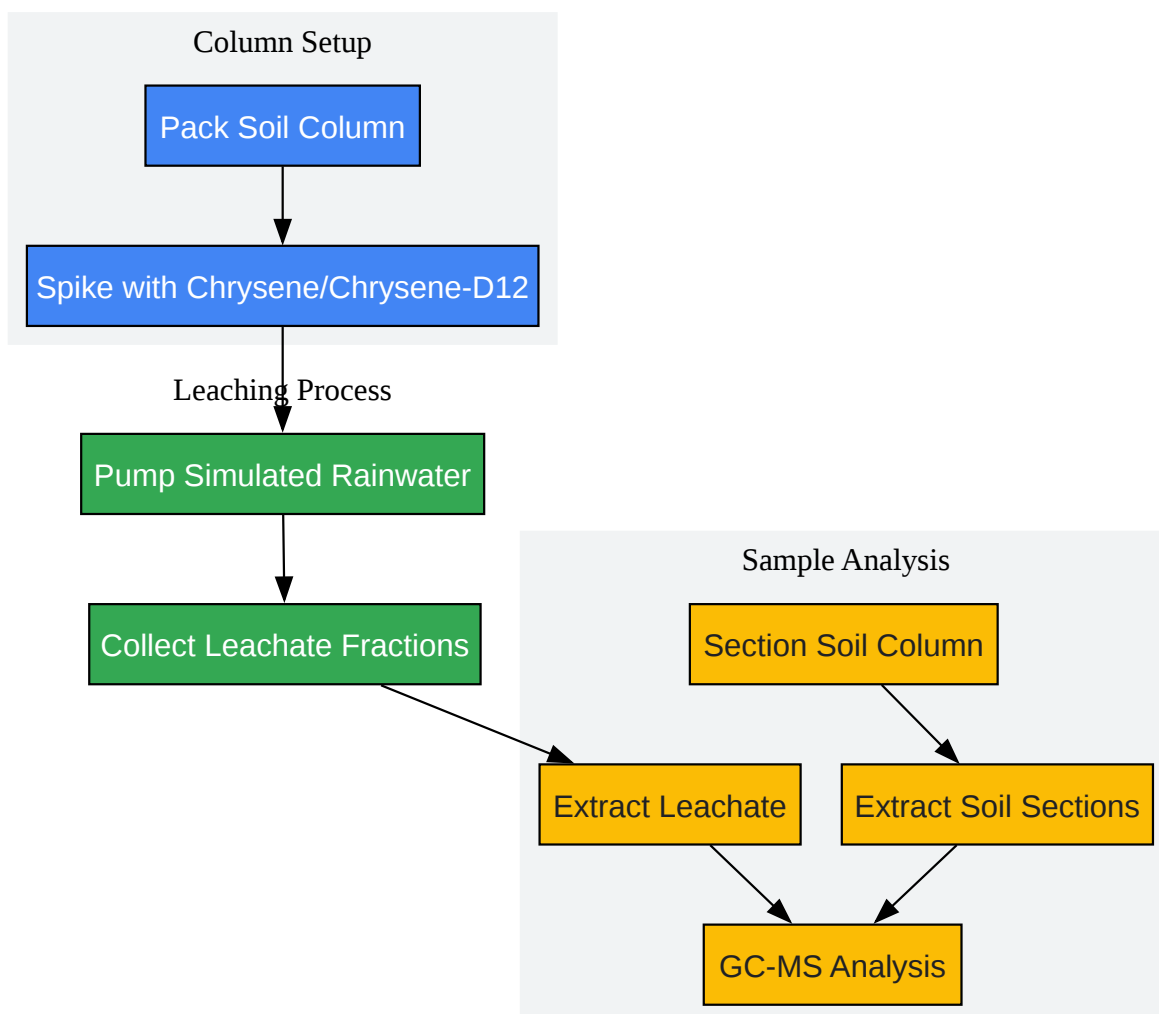 Column Setup
Pack Soil Column
Spike with Chrysene/Chrysene-D12
Leaching Process
Pump Simulated Rainwater
Collect Leachate Fractions
Sample Analysis
Section Soil Column
Extract Leachate
Extract Soil Sections
GC-MS Analysis